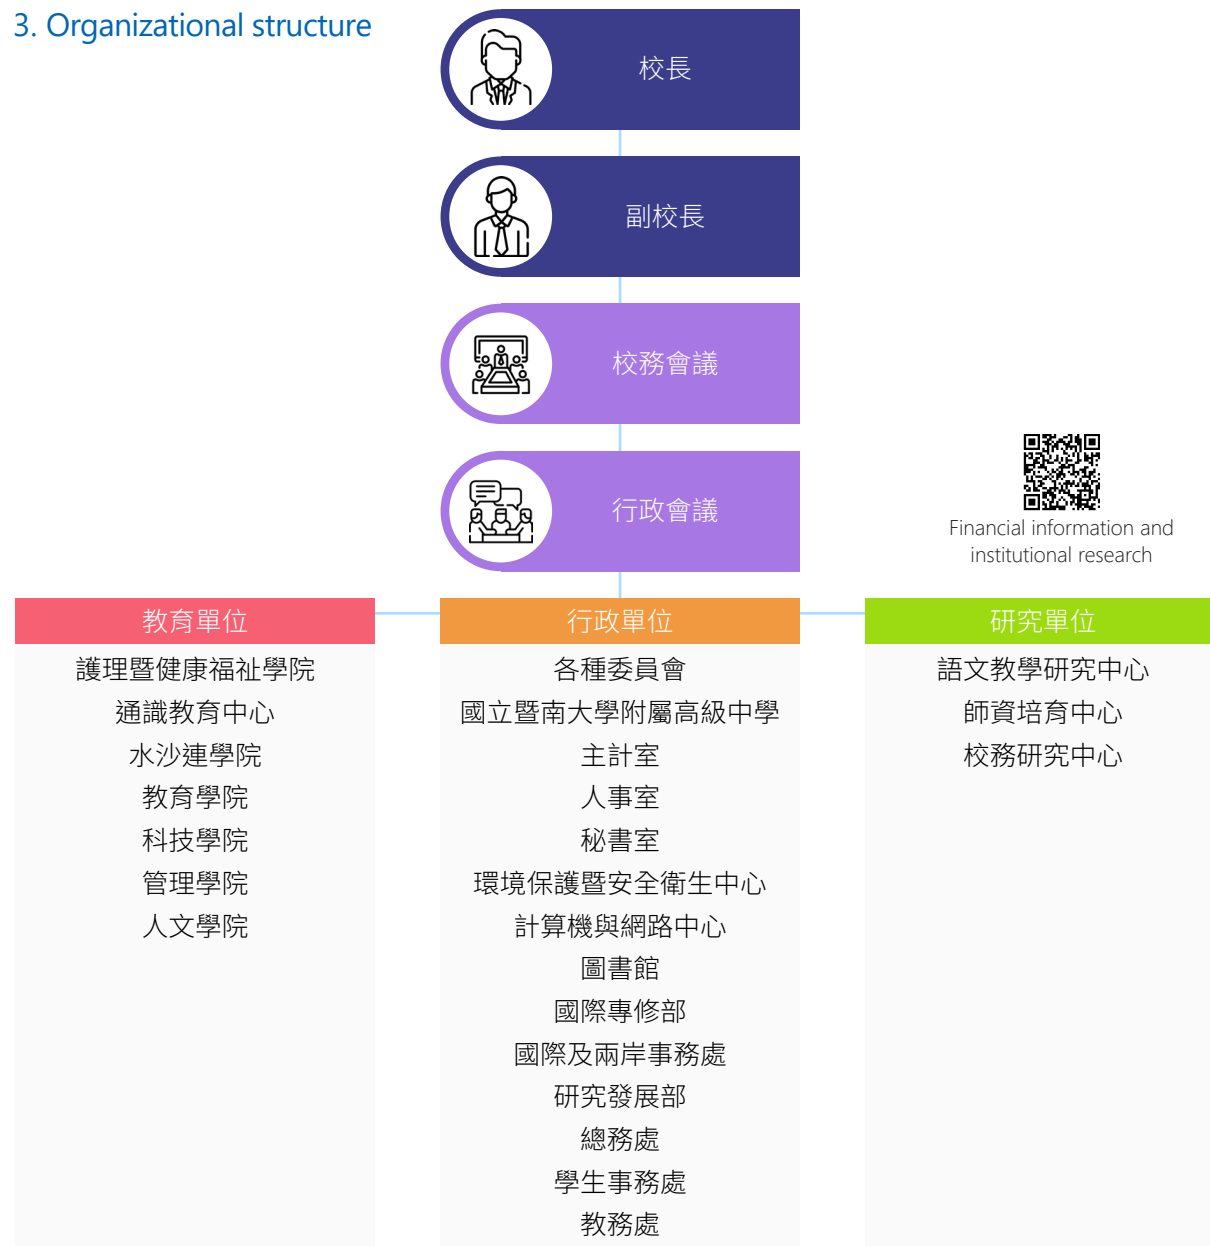 3. Organizational structure
校長
副校長
校務會議
行政會議
Financial information and
institutional research
教育單位
護理暨健康福祉學院
通識教育中心
水沙連學院
教育學院
科技學院
管理學院
人文學院
行政單位
各種委員會
國立暨南大學附屬高級中學
主計室
人事室
秘書室
環境保護暨安全衛生中心
計算機與網路中心
圖書館
國際專修部
國際及兩岸事務處
研究發展部
總務處
學生事務處
教務處
研究單位
語文教學研究中心
師資培育中心
校務研究中心